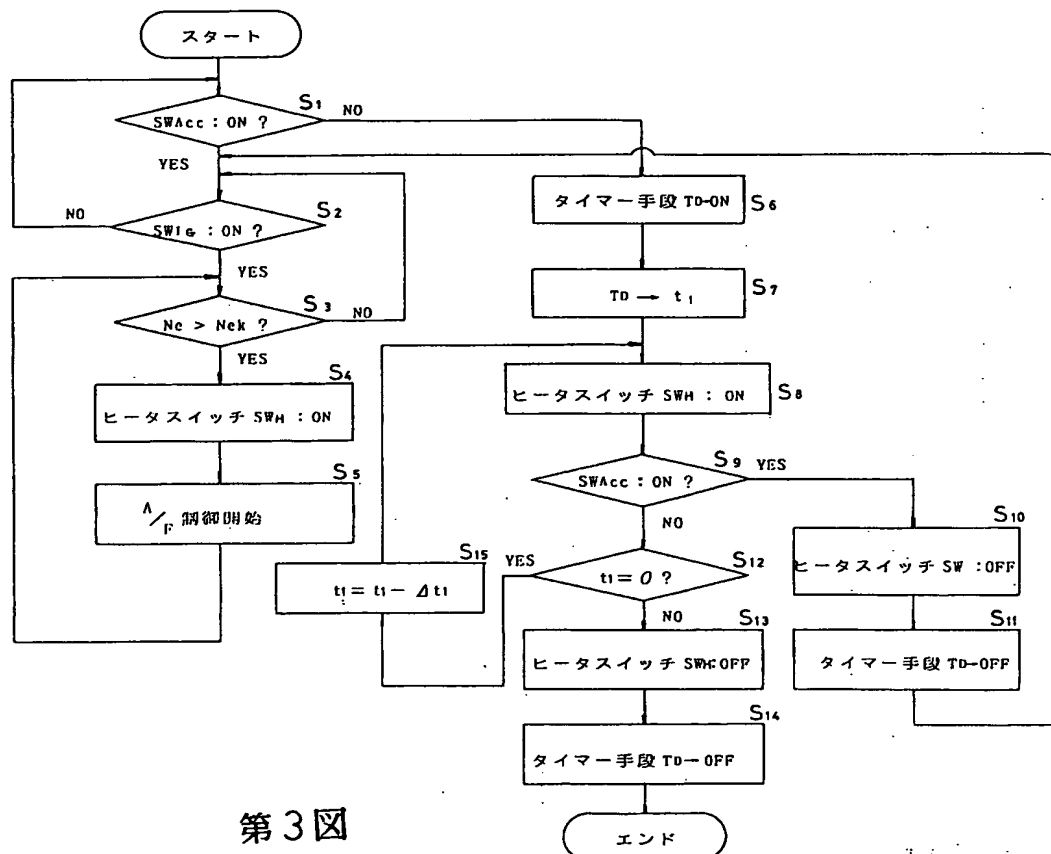 スタート
S1
SWAcc : ON ?
NO
YES
S2
SWIG : ON ?
NO
YES
S3
Nc > Nck ?
NO
YES
S4
ヒータスイッチ SWH : ON
S5
A/F 制御開始
S6
タイマー手段 TD-ON
S7
TD → t1
S8
ヒータスイッチ SWH : ON
S9
SWAcc : ON ?
YES
NO
S10
ヒータスイッチ SW : OFF
S11
タイマー手段 TD-OFF
S12
t1 = 0 ?
YES
NO
S15
t1 = t1 - Δt1
S13
ヒータスイッチ SWH:OFF
S14
タイマー手段 TD-OFF
エンド
第3図